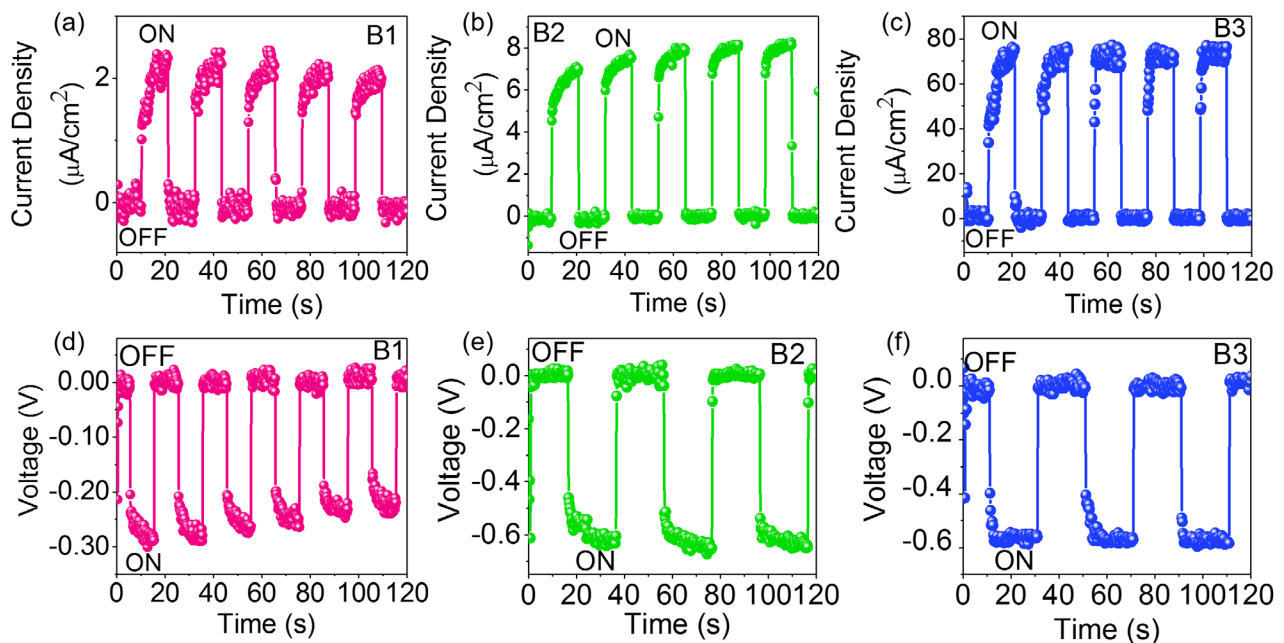 (a)
ON
B1
2
0
OFF
Current Density
(μA/cm²)
0 20 40 60 80 100 120
Time (s)
(b)
B2
ON
8
6
4
2
0
OFF
Current Density
(μA/cm²)
0 20 40 60 80 100 120
Time (s)
(c)
ON
B3
80
60
40
20
0
OFF
Current Density
(μA/cm²)
0 20 40 60 80 100 120
Time (s)
(d)
OFF
B1
0.00
-0.10
-0.20
-0.30
ON
Voltage (V)
0 20 40 60 80 100 120
Time (s)
(e)
OFF
B2
0.0
-0.2
-0.4
-0.6
ON
Voltage (V)
0 20 40 60 80 100 120
Time (s)
(f)
OFF
B3
0.0
-0.2
-0.4
-0.6
ON
Voltage (V)
0 20 40 60 80 100 120
Time (s)